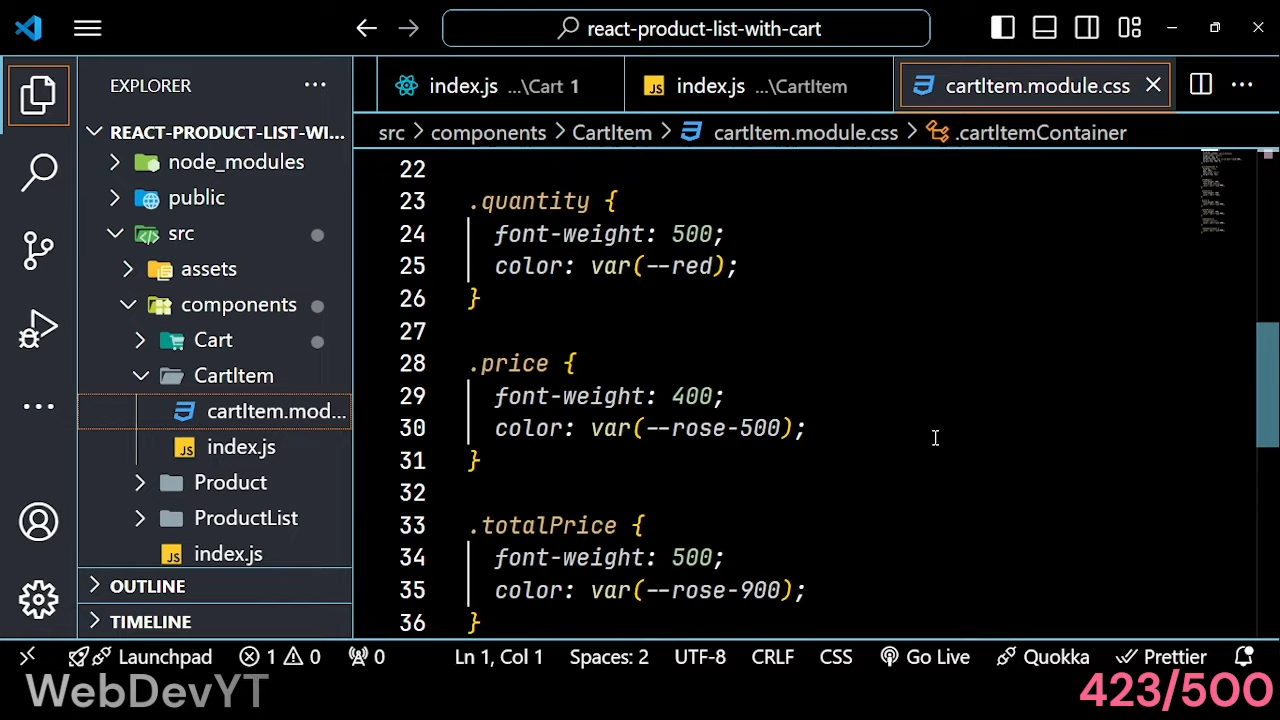 react-product-list-with-cart
EXPLORER
index.js ...\Cart 1
index.js ...\CartItem
cartItem.module.css
REACT-PRODUCT-LIST-WI...
src > components > CartItem > cartItem.module.css > .cartItemContainer
node_modules
public
src
assets
components
Cart
CartItem
cartItem.mod...
index.js
Product
ProductList
index.js
OUTLINE
TIMELINE
22
23 .quantity {
24 font-weight: 500;
25 color: var(--red);
26 }
27
28 .price {
29 font-weight: 400;
30 color: var(--rose-500);
31 }
32
33 .totalPrice {
34 font-weight: 500;
35 color: var(--rose-900);
36 }
Launchpad 1 0 0 Ln 1, Col 1 Spaces: 2 UTF-8 CRLF CSS Go Live Quokka Prettier
WebDevYT
423/500